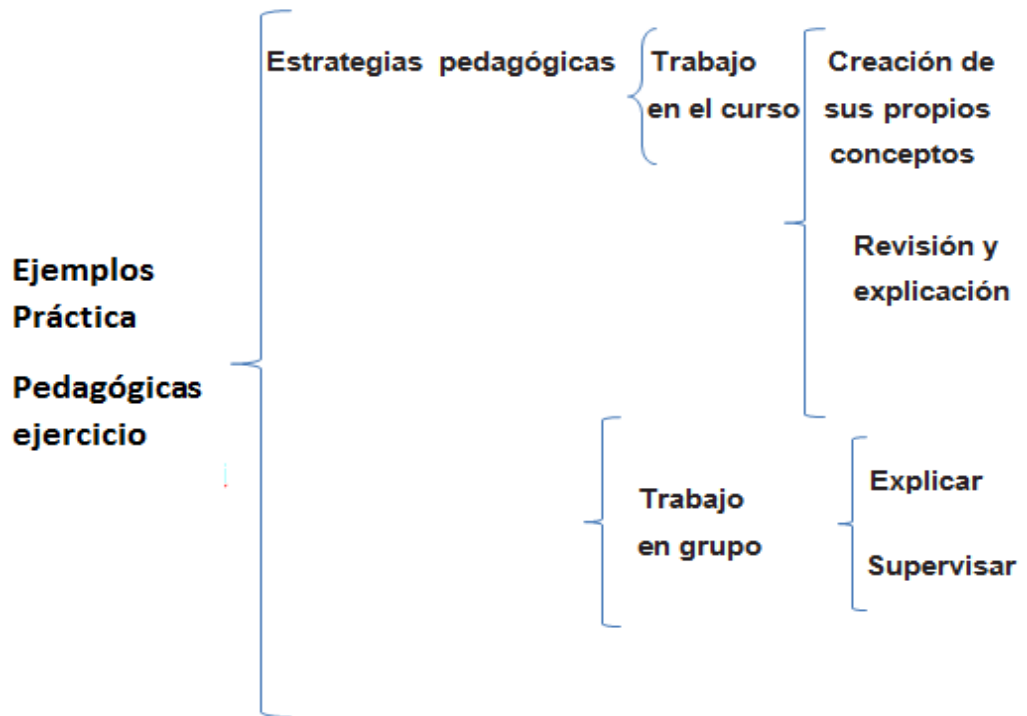 Estrategias pedagógicas
Trabajo
en el curso
Creación de
sus propios
conceptos
Revisión y
explicación
Ejemplos
Práctica
Pedagógicas
ejercicio
Trabajo
en grupo
Explicar
Supervisar